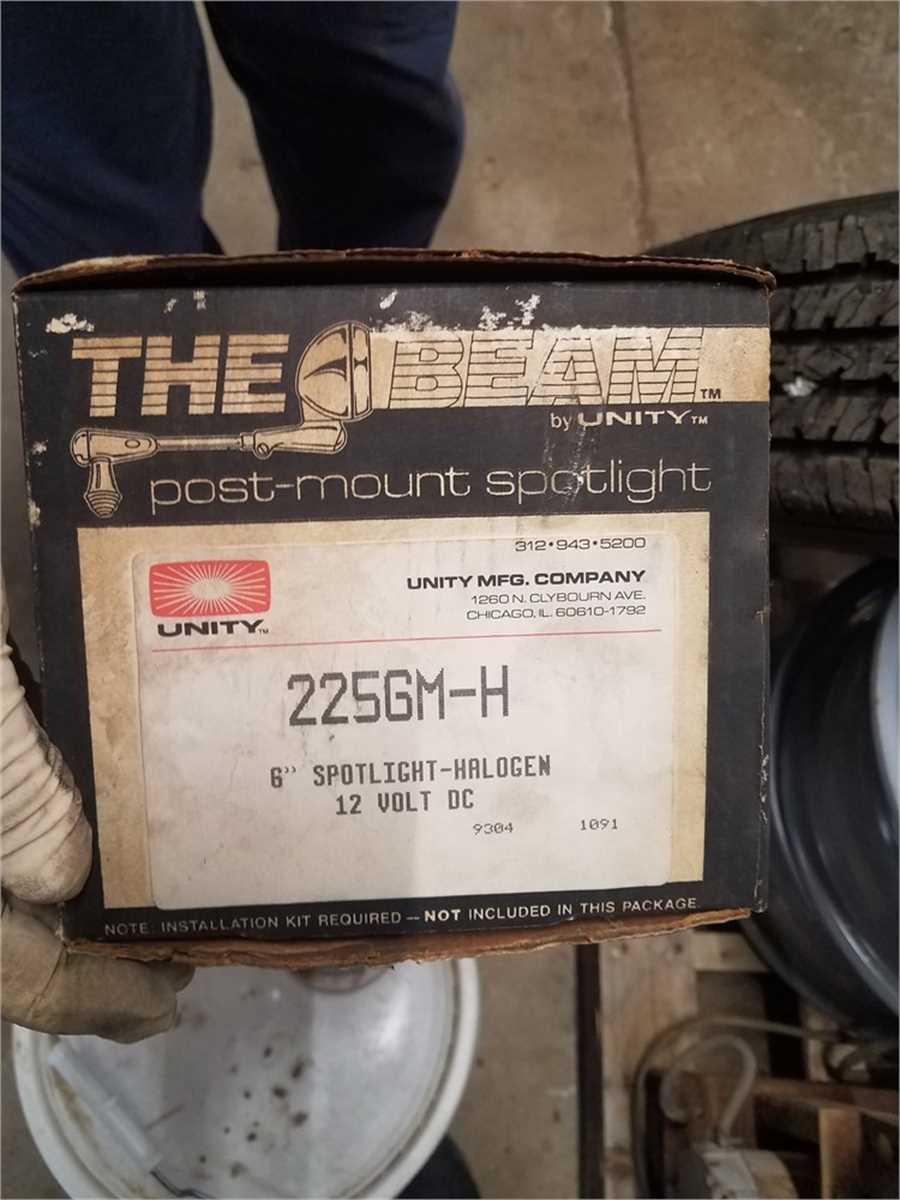 THE BEAM™
by UNITY™
post-mount spotlight
312•943•5200
UNITY MFG. COMPANY
1260 N. CLYBOURN AVE.
CHICAGO, IL. 60610-1792
UNITY™
225GM-H
6" SPOTLIGHT-HALOGEN
12 VOLT DC
9304 1091
NOTE: INSTALLATION KIT REQUIRED — NOT INCLUDED IN THIS PACKAGE.